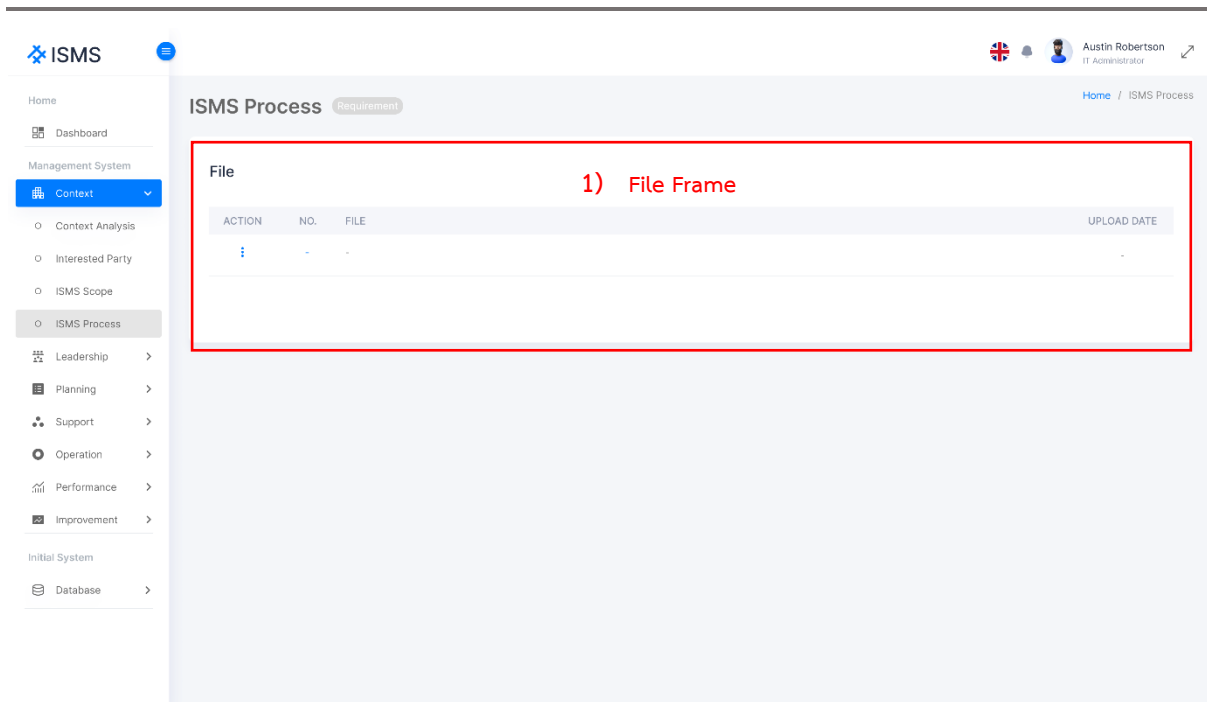 ISMS
Austin Robertson
IT Administrator
Home
Dashboard
Management System
Context
Context Analysis
Interested Party
ISMS Scope
ISMS Process
Leadership
Planning
Support
Operation
Performance
Improvement
Initial System
Database
ISMS Process Requirement
Home / ISMS Process
File
1) File Frame
ACTION NO. FILE UPLOAD DATE
- - -